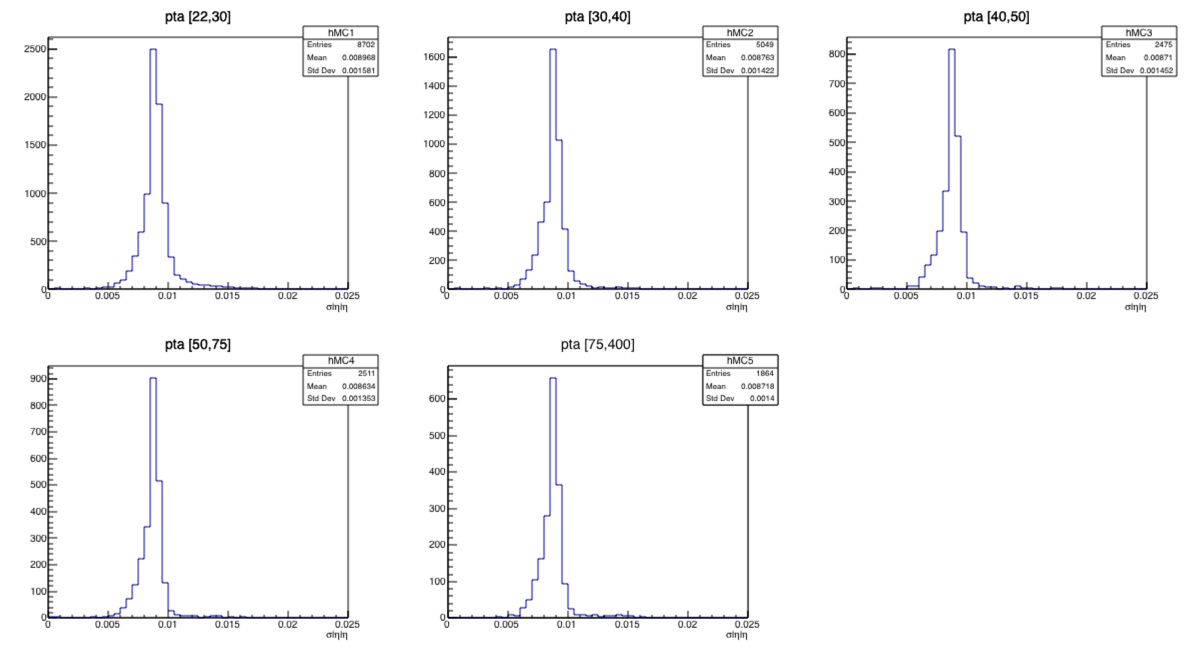 pta [22,30]
hMC1
Entries 8702
Mean 0.008968
Std Dev 0.001581
2500
2000
1500
1000
500
0
0 0.005 0.01 0.015 0.02 0.025
σiηiη
pta [30,40]
hMC2
Entries 5049
Mean 0.008763
Std Dev 0.001422
1600
1400
1200
1000
800
600
400
200
0
0 0.005 0.01 0.015 0.02 0.025
σiηiη
pta [40,50]
hMC3
Entries 2475
Mean 0.00871
Std Dev 0.001452
800
700
600
500
400
300
200
100
0
0 0.005 0.01 0.015 0.02 0.025
σiηiη
pta [50,75]
hMC4
Entries 2511
Mean 0.008634
Std Dev 0.001353
900
800
700
600
500
400
300
200
100
0
0 0.005 0.01 0.015 0.02 0.025
σiηiη
pta [75,400]
hMC5
Entries 1864
Mean 0.008718
Std Dev 0.0014
600
500
400
300
200
100
0
0 0.005 0.01 0.015 0.02 0.025
σiηiη